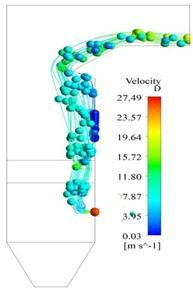 Velocity
D
27.49
23.57
19.64
15.72
11.80
7.87
3.95
0.03
[m s^-1]